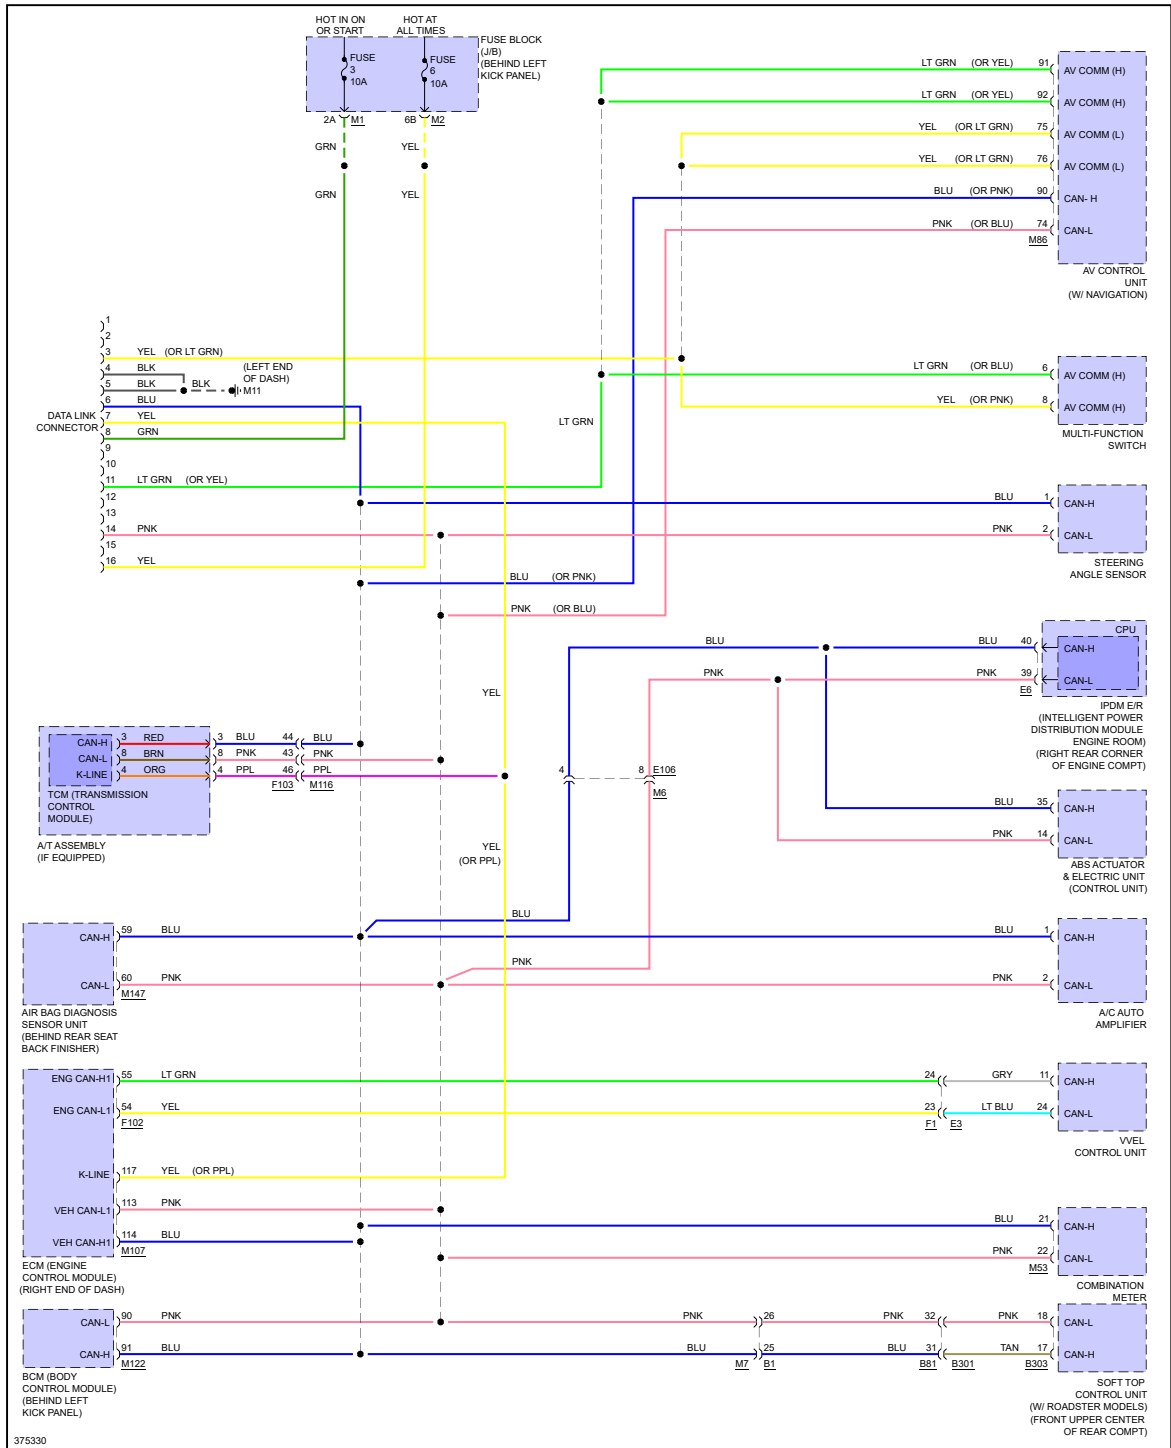 HOT IN ON
OR START
HOT AT
ALL TIMES
FUSE
3
10A
FUSE
6
10A
FUSE BLOCK
(J/B)
(BEHIND LEFT
KICK PANEL)
2A M1
6B M2
GRN
YEL
GRN
YEL
LT GRN (OR YEL) 91 AV COMM (H)
LT GRN (OR YEL) 92 AV COMM (H)
YEL (OR LT GRN) 75 AV COMM (L)
YEL (OR LT GRN) 76 AV COMM (L)
BLU (OR PNK) 90 CAN- H
PNK (OR BLU) 74 CAN-L
M86
AV CONTROL
UNIT
(W/ NAVIGATION)
1
2
3 YEL (OR LT GRN)
4 BLK
5 BLK BLK
(LEFT END
OF DASH)
M11
6 BLU
7 YEL
8 GRN
9
10
11 LT GRN (OR YEL)
12
13
14 PNK
15
16 YEL
DATA LINK
CONNECTOR
LT GRN
LT GRN (OR BLU) 6 AV COMM (H)
YEL (OR PNK) 8 AV COMM (H)
MULTI-FUNCTION
SWITCH
BLU 1 CAN-H
PNK 2 CAN-L
STEERING
ANGLE SENSOR
BLU (OR PNK)
PNK (OR BLU)
BLU BLU 40 CAN-H
PNK PNK 39 CAN-L
CPU
E6
IPDM E/R
(INTELLIGENT POWER
DISTRIBUTION MODULE
ENGINE ROOM)
(RIGHT REAR CORNER
OF ENGINE COMPT)
YEL
CAN-H 3 RED 3 BLU 44 BLU
CAN-L 8 BRN 8 PNK 43 PNK
K-LINE 4 ORG 4 PPL 46 PPL
F103 M116
TCM (TRANSMISSION
CONTROL
MODULE)
A/T ASSEMBLY
(IF EQUIPPED)
4 8 E106
M6
BLU 35 CAN-H
PNK 14 CAN-L
ABS ACTUATOR
& ELECTRIC UNIT
(CONTROL UNIT)
YEL
(OR PPL)
BLU
PNK
CAN-H 59 BLU
CAN-L 60 PNK
M147
AIR BAG DIAGNOSIS
SENSOR UNIT
(BEHIND REAR SEAT
BACK FINISHER)
BLU 1 CAN-H
PNK 2 CAN-L
A/C AUTO
AMPLIFIER
ENG CAN-H1 55 LT GRN 24 GRY 11 CAN-H
ENG CAN-L1 54 YEL 23 LT BLU 24 CAN-L
F102
F1 E3
VVEL
CONTROL UNIT
K-LINE 117 YEL (OR PPL)
VEH CAN-L1 113 PNK
VEH CAN-H1 114 BLU
M107
ECM (ENGINE
CONTROL MODULE)
(RIGHT END OF DASH)
BLU 21 CAN-H
PNK 22 CAN-L
M53
COMBINATION
METER
CAN-L 90 PNK PNK 26 PNK 32 PNK 18 CAN-L
CAN-H 91 BLU BLU 25 BLU 31 TAN 17 CAN-H
M122 M7 B1 B81 B301 B303
BCM (BODY
CONTROL MODULE)
(BEHIND LEFT
KICK PANEL)
SOFT TOP
CONTROL UNIT
(W/ ROADSTER MODELS)
(FRONT UPPER CENTER
OF REAR COMPT)
375330